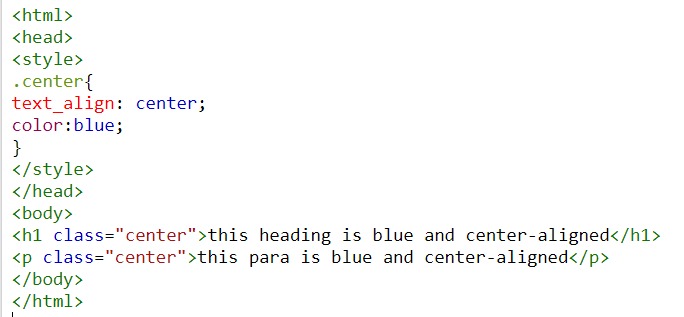 <html>
<head>
<style>
.center{
text_align: center;
color:blue;
}
</style>
</head>
<body>
<h1 class="center">this heading is blue and center-aligned</h1>
<p class="center">this para is blue and center-aligned</p>
</body>
</html>